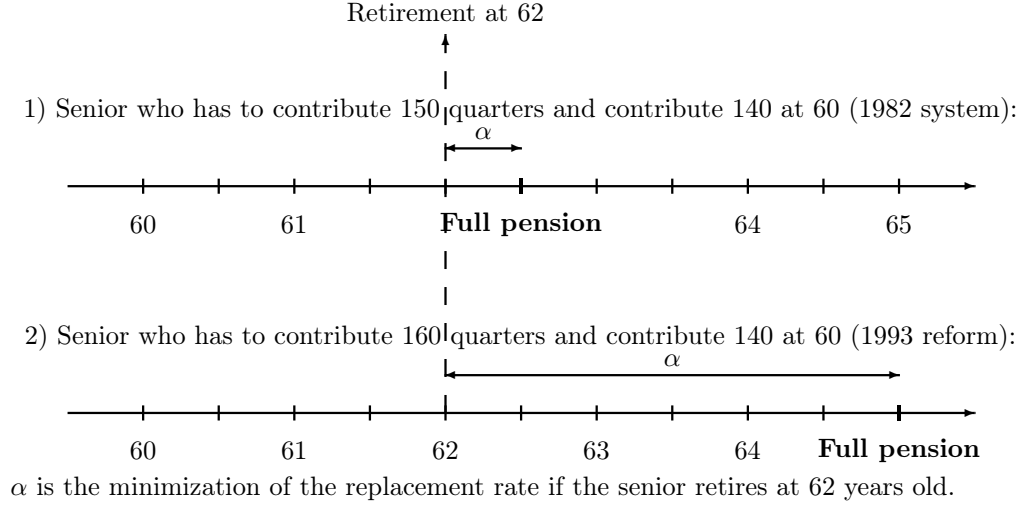 Retirement at 62
1) Senior who has to contribute 150 quarters and contribute 140 at 60 (1982 system):
α
60 61 Full pension 64 65
2) Senior who has to contribute 160 quarters and contribute 140 at 60 (1993 reform):
α
60 61 62 63 64 Full pension
α is the minimization of the replacement rate if the senior retires at 62 years old.